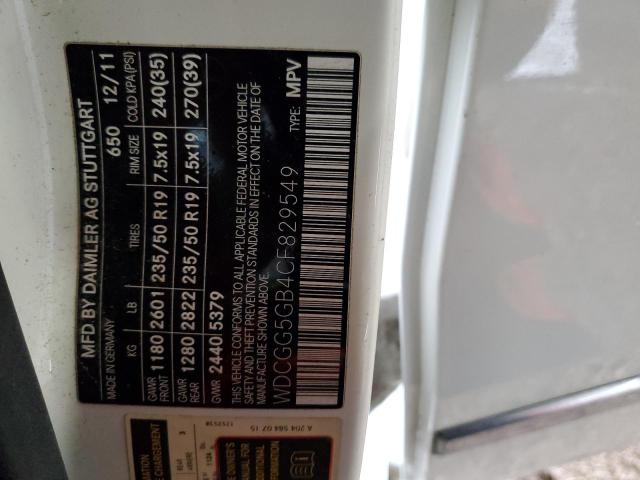 MFD. BY DAIMLER AG STUTTGART
MADE IN GERMANY 650 12/11
KG LB TIRES RIM SIZE COLD KPA(PSI)
GAWR FRONT 1180 2601 235/50 R19 7.5x19 240(35)
GAWR REAR 1280 2822 235/50 R19 7.5x19 270(39)
GVWR 2440 5379
THIS VEHICLE CONFORMS TO ALL APPLICABLE FEDERAL MOTOR VEHICLE
SAFETY AND THEFT PREVENTION STANDARDS IN EFFECT ON THE DATE OF
MANUFACTURE SHOWN ABOVE. TYPE: MPV
WDCGG5GB4CF829549
A 204 584 07 15